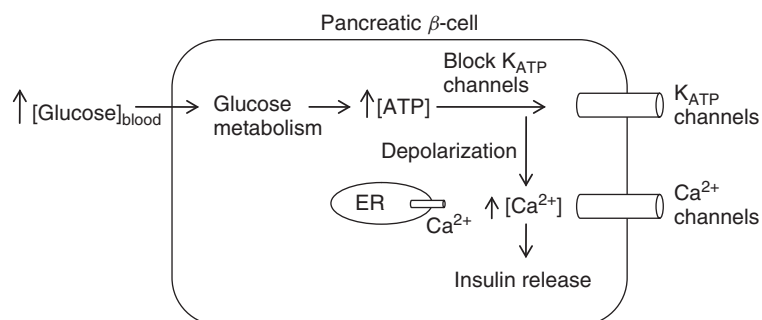 Pancreatic β-cell
↑ [Glucose]blood
Glucose
metabolism
↑[ATP]
Block KATP
channels
KATP
channels
Depolarization
ER
Ca2+
↑ [Ca2+]
Ca2+
channels
Insulin release